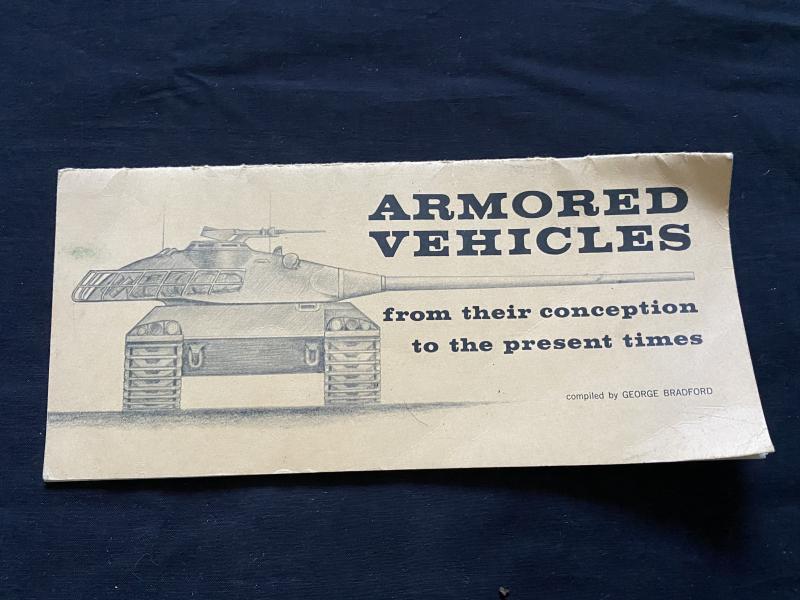 ARMORED
VEHICLES
from their conception
to the present times
compiled by GEORGE BRADFORD